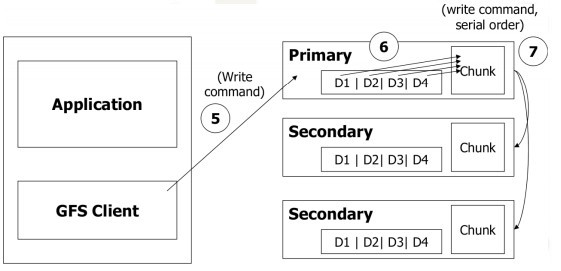 (write command,
serial order)
Primary
6
7
D1 | D2| D3| D4
Chunk
(Write
command)
5
Application
GFS Client
Secondary
D1 | D2| D3| D4
Chunk
Secondary
D1 | D2| D3| D4
Chunk